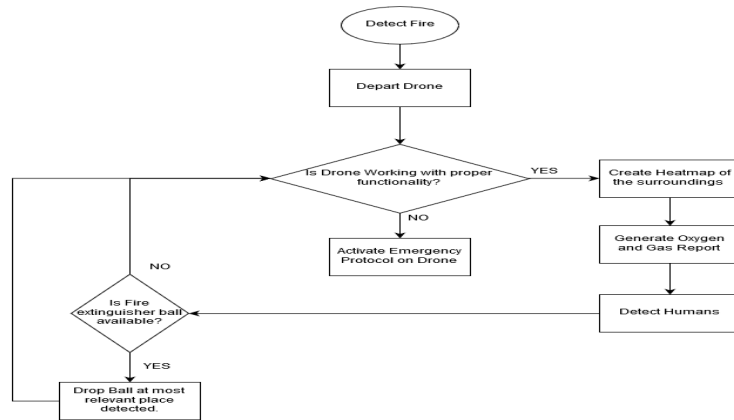 Detect Fire
Depart Drone
Is Drone Working with proper
functionality?
YES
Create Heatmap of
the surroundings
NO
Generate Oxygen
and Gas Report
Activate Emergency
Protocol on Drone
NO
Is Fire
extinguisher ball
available?
Detect Humans
YES
Drop Ball at most
relevant place
detected.